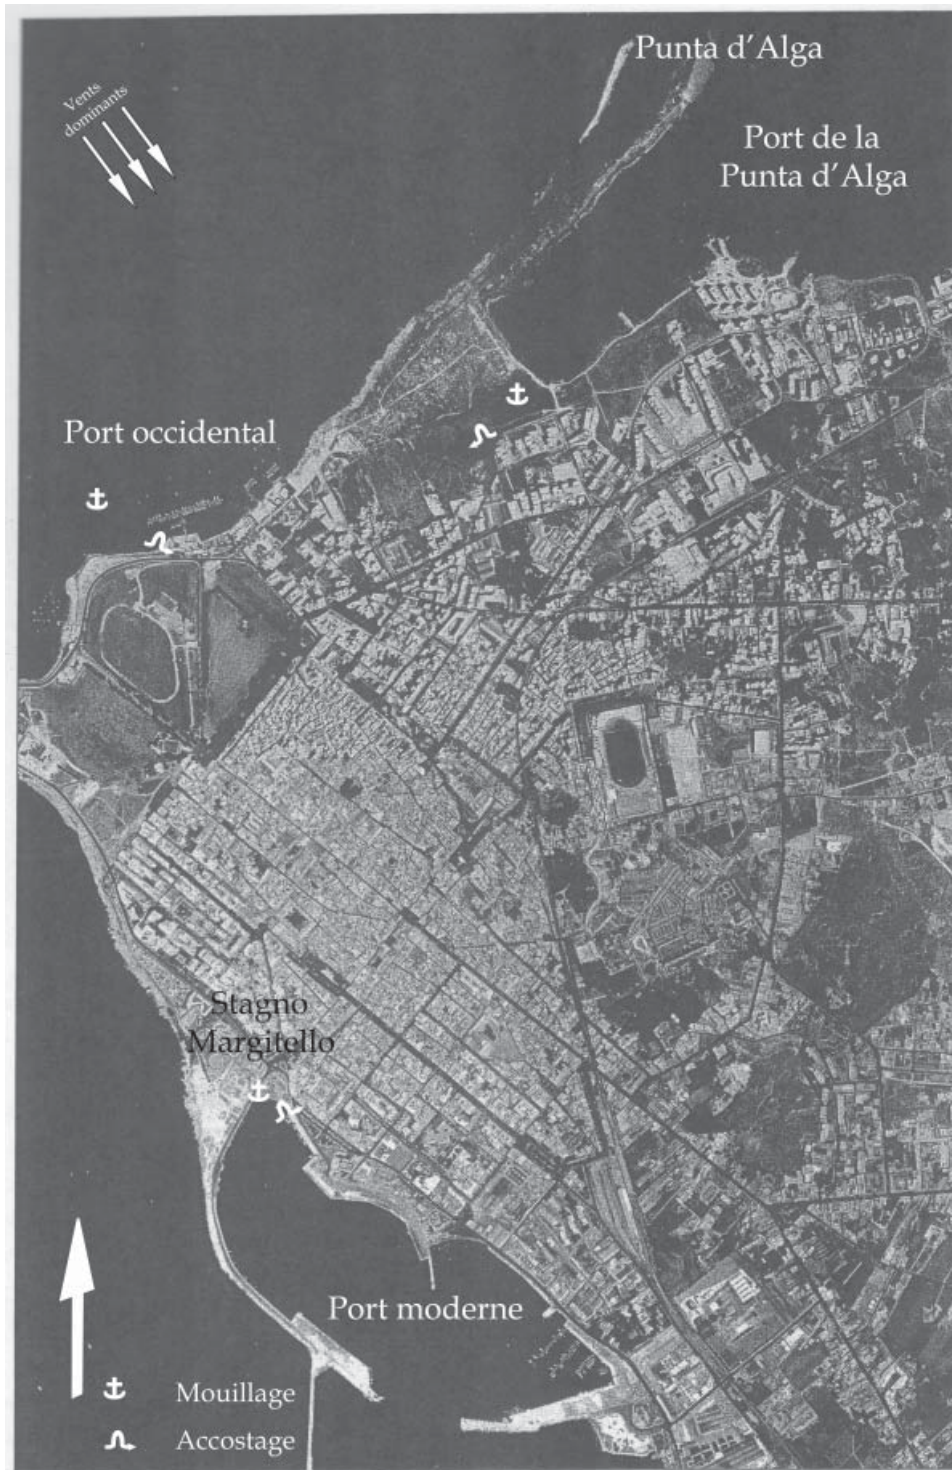 Punta d'Alga
Vents
dominants
Port de la
Punta d'Alga
Port occidental
Stagno
Margitello
Port moderne
Mouillage
Accostage